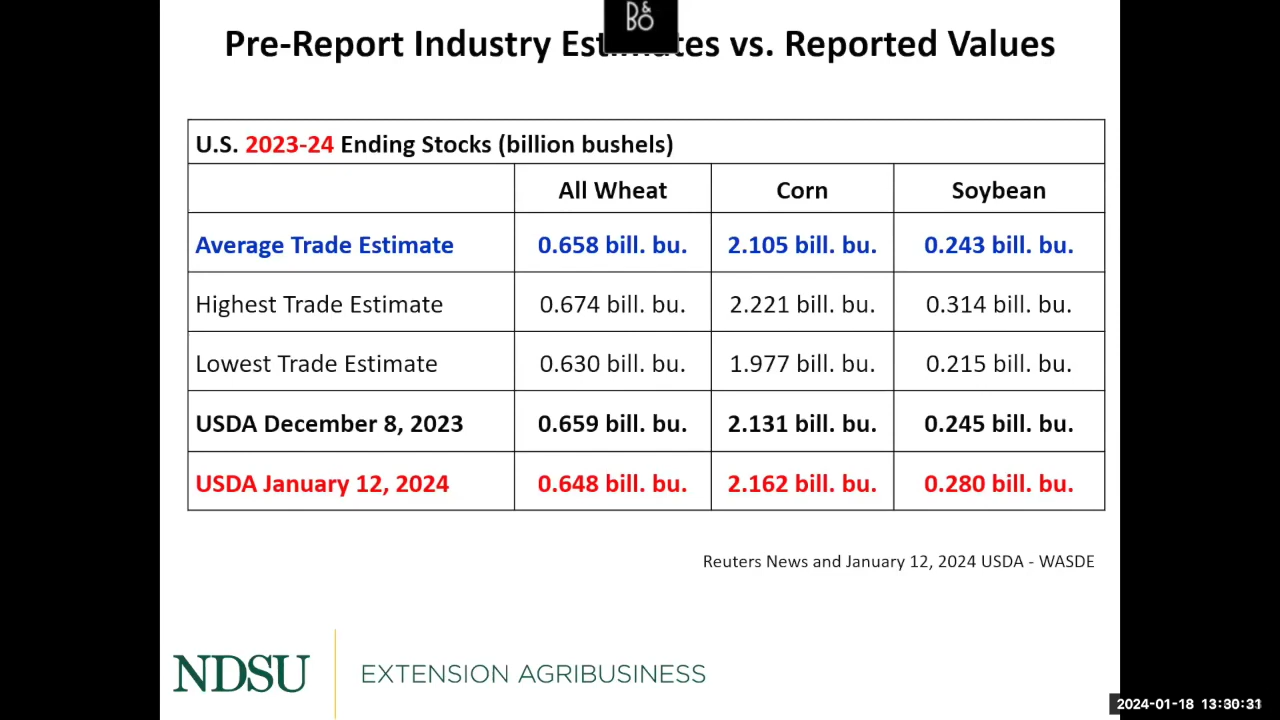 D&
BO
Pre-Report Industry Estimates vs. Reported Values
U.S. 2023-24 Ending Stocks (billion bushels)
All Wheat Corn Soybean
Average Trade Estimate 0.658 bill. bu. 2.105 bill. bu. 0.243 bill. bu.
Highest Trade Estimate 0.674 bill. bu. 2.221 bill. bu. 0.314 bill. bu.
Lowest Trade Estimate 0.630 bill. bu. 1.977 bill. bu. 0.215 bill. bu.
USDA December 8, 2023 0.659 bill. bu. 2.131 bill. bu. 0.245 bill. bu.
USDA January 12, 2024 0.648 bill. bu. 2.162 bill. bu. 0.280 bill. bu.
Reuters News and January 12, 2024 USDA - WASDE
NDSU EXTENSION AGRIBUSINESS
2024-01-18 13:30:31